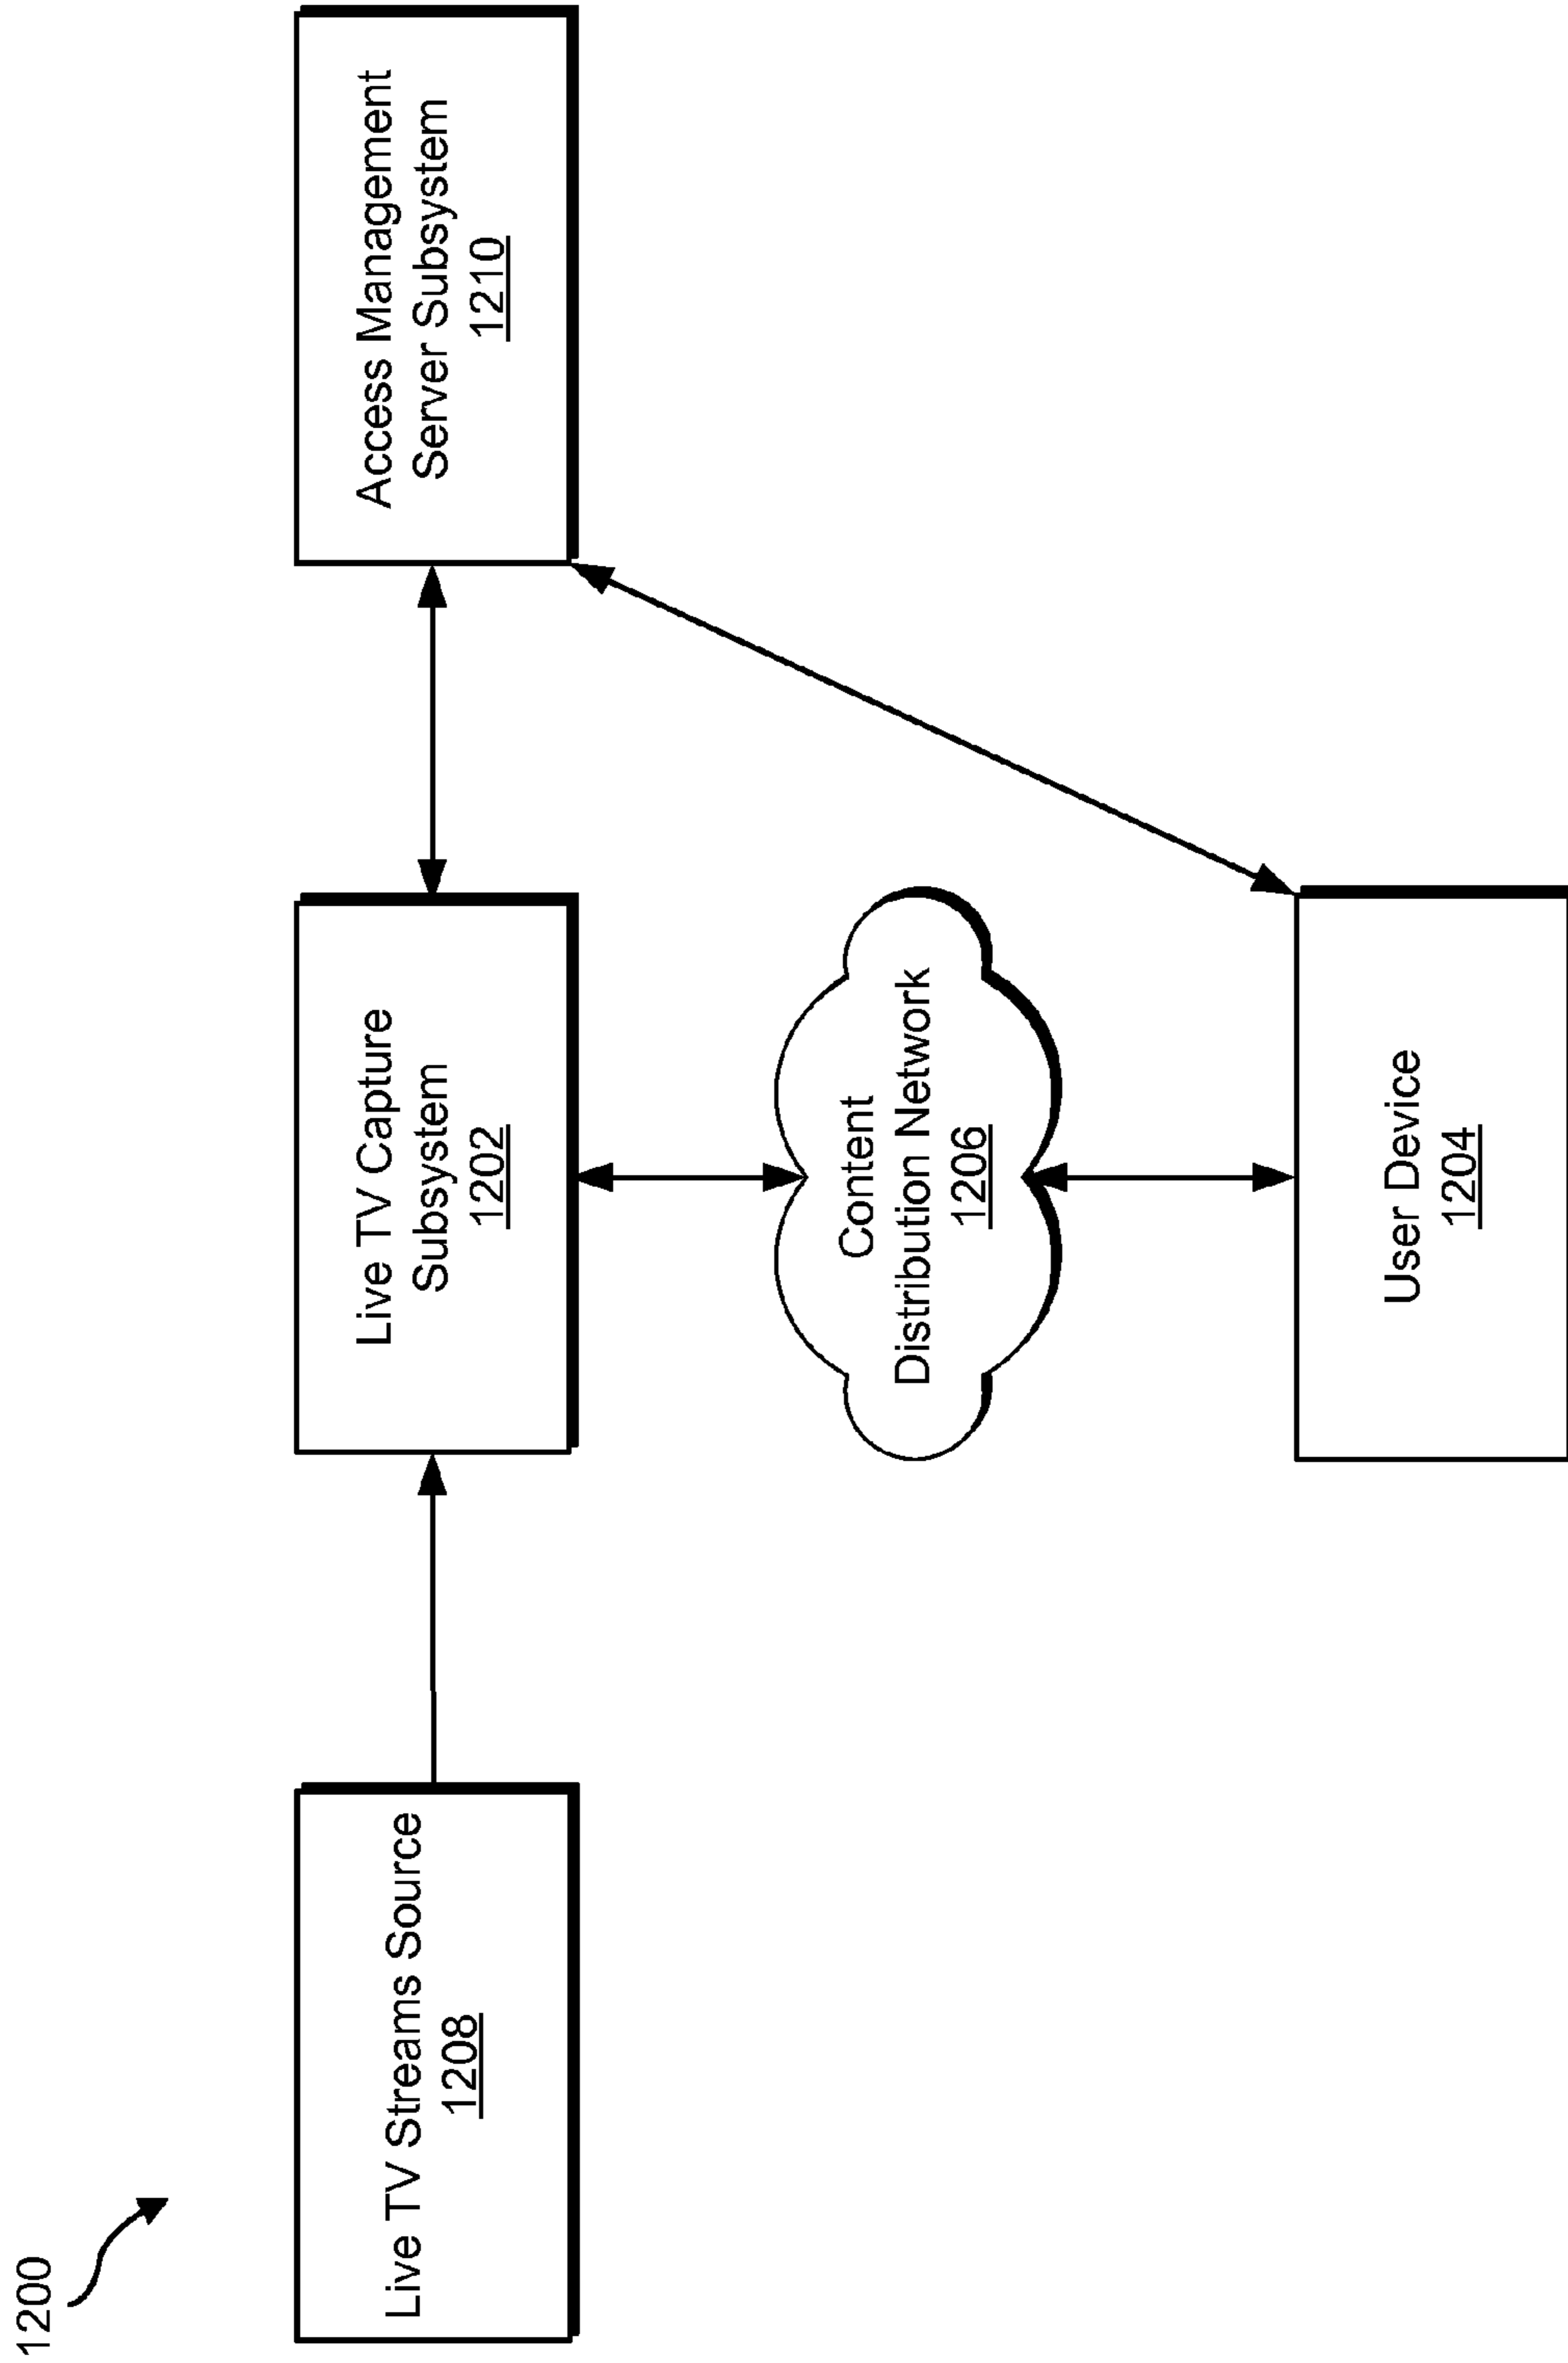 1200
Live TV Streams Source
1208
Live TV Capture
Subsystem
1202
Access Management
Server Subsystem
1210
Content
Distribution Network
1206
User Device
1204